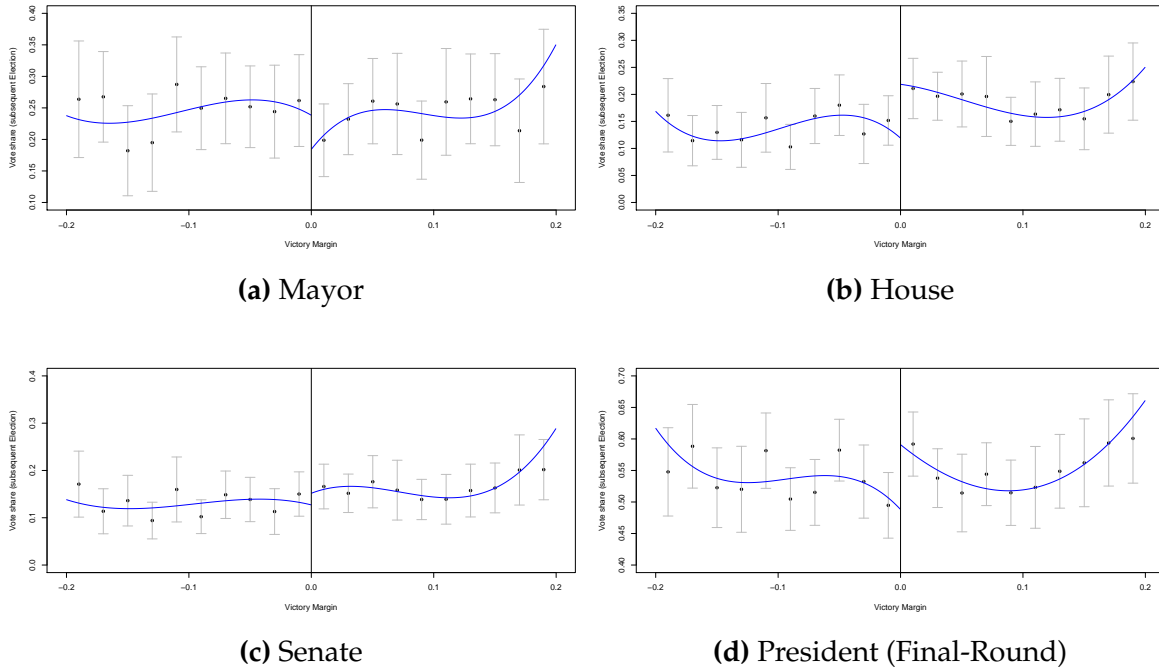 0.10 0.15 0.20 0.25 0.30 0.35 0.40
Vote share (subsequent Election)
−0.2 −0.1 0.0 0.1 0.2
Victory Margin
(a) Mayor
0.00 0.05 0.10 0.15 0.20 0.25 0.30 0.35
Vote share (subsequent Election)
−0.2 −0.1 0.0 0.1 0.2
Victory Margin
(b) House
0.0 0.1 0.2 0.3 0.4
Vote share (subsequent Election)
−0.2 −0.1 0.0 0.1 0.2
Victory Margin
(c) Senate
0.40 0.45 0.50 0.55 0.60 0.65 0.70
Vote share (subsequent Election)
−0.2 −0.1 0.0 0.1 0.2
Victory Margin
(d) President (Final-Round)